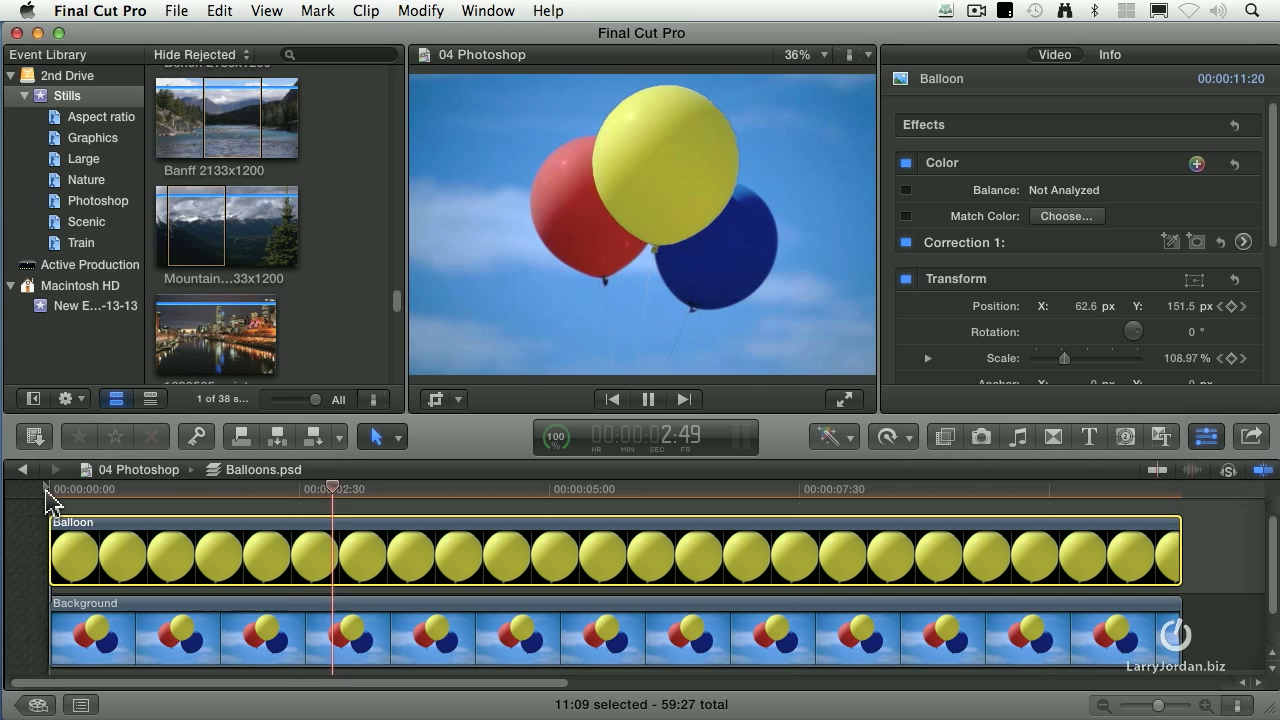 Final Cut Pro File Edit View Mark Clip Modify Window Help
Final Cut Pro
Event Library
Hide Rejected
2nd Drive
Stills
Aspect ratio
Graphics
Large
Nature
Photoshop
Scenic
Train
Active Production
Macintosh HD
New E...-13-13
Banff 2133x1200
Mountain...33x1200
1 of 38 s...
All
04 Photoshop
36%
Video Info
Balloon 00:00:11:20
Effects
Color
Balance: Not Analyzed
Match Color: Choose...
Correction 1:
Transform
Position: X: 62.6 px Y: 151.5 px
Rotation: 0 °
Scale: 108.97 %
100 %
00:00:02:49
HR MIN SEC FR
04 Photoshop Balloons.psd
00:00:00:00 00:00:02:30 00:00:05:00 00:00:07:30
Balloon
Background
LarryJordan.biz
11:09 selected - 59:27 total